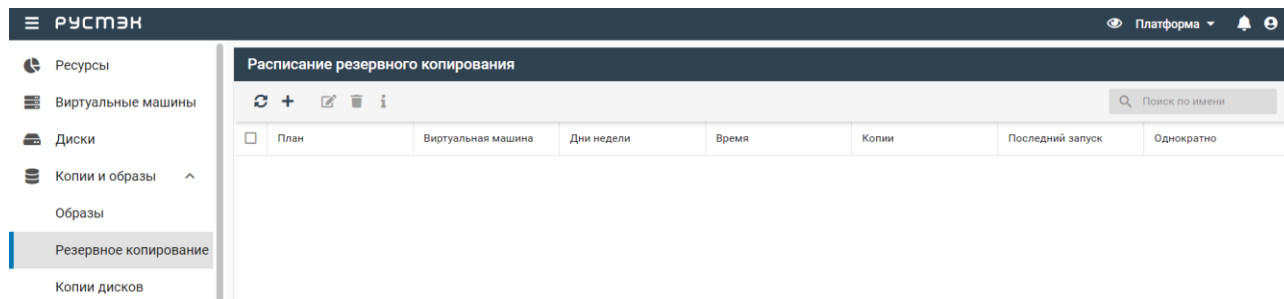 РУСТЭК
Платформа
Ресурсы
Виртуальные машины
Диски
Копии и образы
Образы
Резервное копирование
Копии дисков
Расписание резервного копирования
Поиск по имени
План Виртуальная машина Дни недели Время Копии Последний запуск Однократно